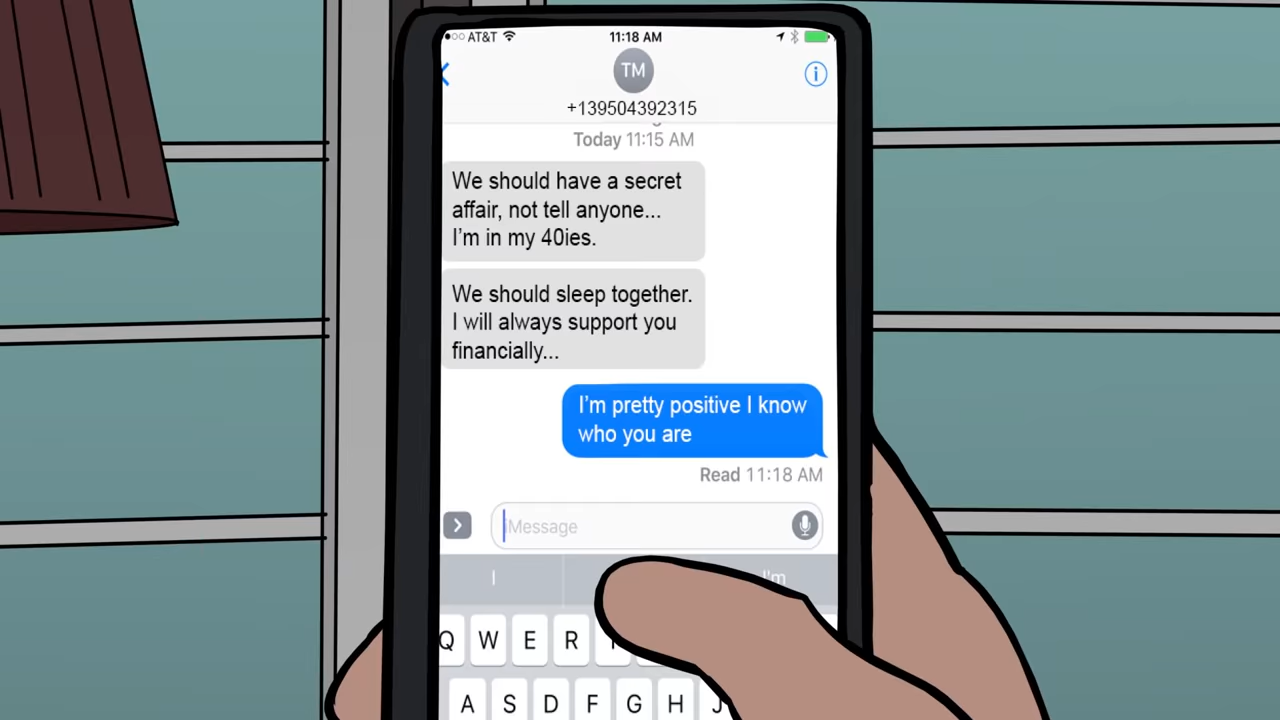 AT&T 11:18 AM
TM
+139504392315
Today 11:15 AM
We should have a secret
affair, not tell anyone...
I'm in my 40ies.
We should sleep together.
I will always support you
financially...
I'm pretty positive I know
who you are
Read 11:18 AM
iMessage
I I'm
Q W E R
A S D F G H J